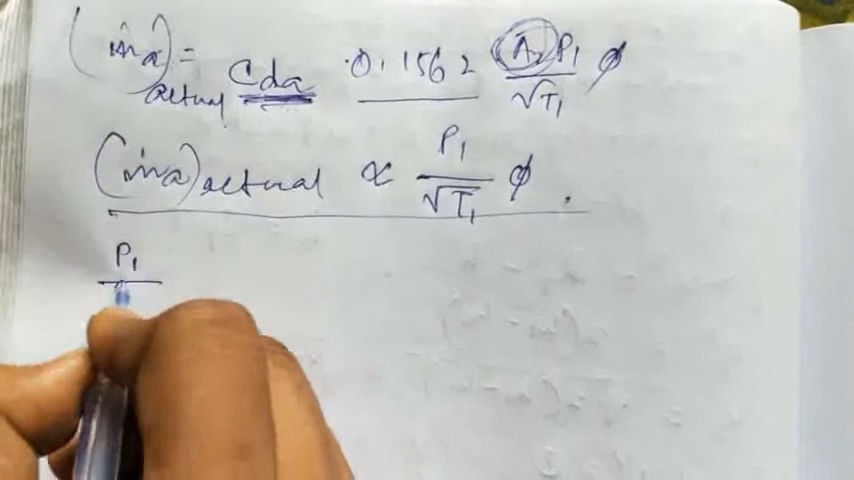 (ṁa)actual = Cda 0.1562 A₂P₁/√T₁ φ
(ṁa)actual ∝ P₁/√T₁ φ.
P₁